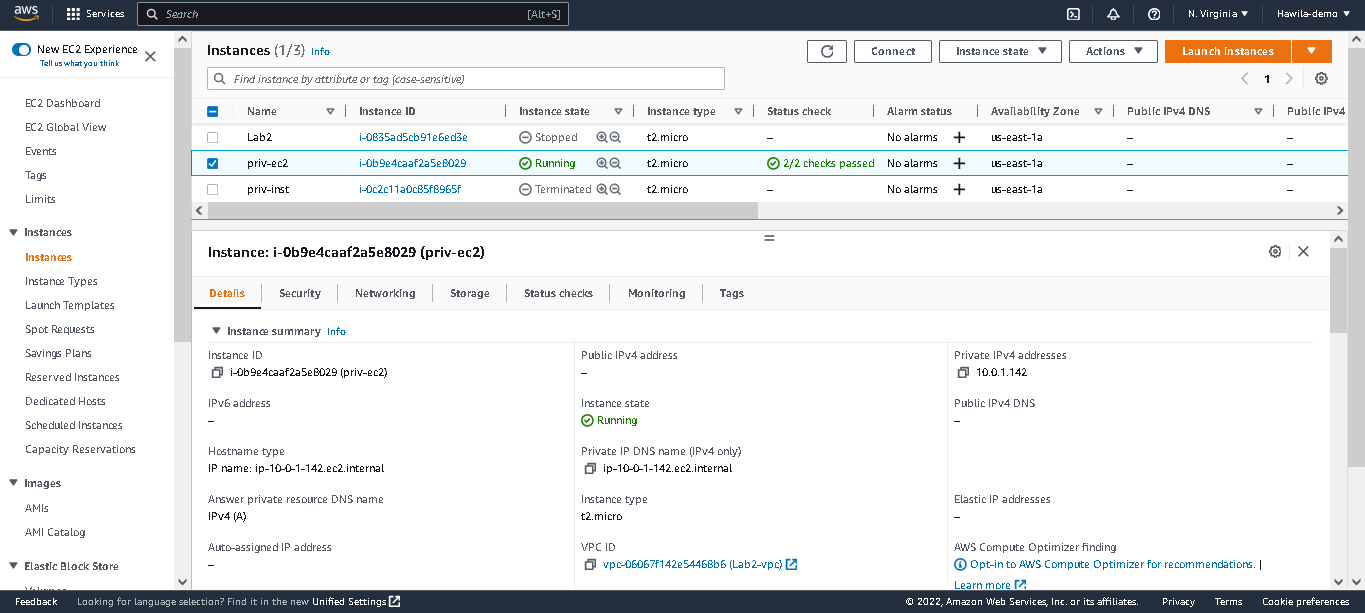 aws
Services
Search
[Alt+S]
N. Virginia
Hawila-demo
New EC2 Experience
Tell us what you think
EC2 Dashboard
EC2 Global View
Events
Tags
Limits
Instances
Instances
Instance Types
Launch Templates
Spot Requests
Savings Plans
Reserved Instances
Dedicated Hosts
Scheduled Instances
Capacity Reservations
Images
AMIs
AMI Catalog
Elastic Block Store
Instances (1/3) Info
Connect
Instance state
Actions
Launch instances
Find instance by attribute or tag (case-sensitive)
1
Name Instance ID Instance state Instance type Status check Alarm status Availability Zone Public IPv4 DNS Public IPv4
Lab2 i-0835ad5cb91e6ed3e Stopped t2.micro – No alarms + us-east-1a – –
priv-ec2 i-0b9e4caaf2a5e8029 Running t2.micro 2/2 checks passed No alarms + us-east-1a – –
priv-inst i-0c2c11a0c85f8965f Terminated t2.micro – No alarms + us-east-1a – –
Instance: i-0b9e4caaf2a5e8029 (priv-ec2)
Details Security Networking Storage Status checks Monitoring Tags
Instance summary Info
Instance ID
i-0b9e4caaf2a5e8029 (priv-ec2)
Public IPv4 address
–
Private IPv4 addresses
10.0.1.142
IPv6 address
–
Instance state
Running
Public IPv4 DNS
–
Hostname type
IP name: ip-10-0-1-142.ec2.internal
Private IP DNS name (IPv4 only)
ip-10-0-1-142.ec2.internal
Answer private resource DNS name
IPv4 (A)
Instance type
t2.micro
Elastic IP addresses
–
Auto-assigned IP address
–
VPC ID
vpc-06067f142e54468b6 (Lab2-vpc)
AWS Compute Optimizer finding
Opt-in to AWS Compute Optimizer for recommendations. |
Learn more
Feedback
Looking for language selection? Find it in the new Unified Settings
© 2022, Amazon Web Services, Inc. or its affiliates.
Privacy
Terms
Cookie preferences